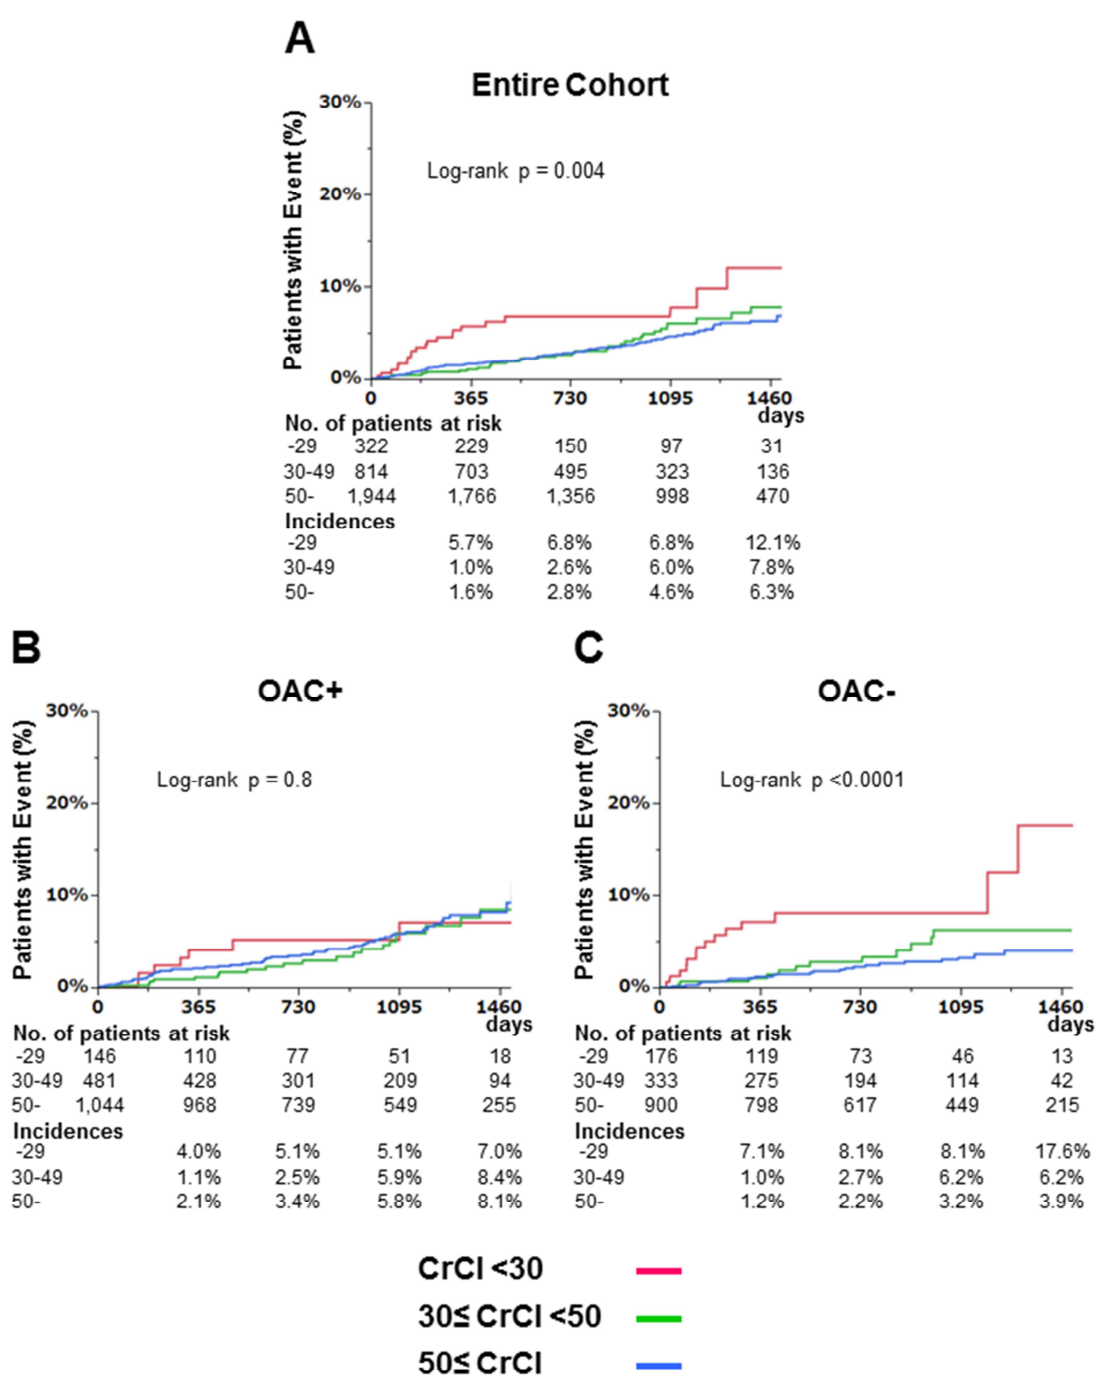 A
Entire Cohort
Patients with Event (%)
30%
20%
10%
0%
Log-rank p = 0.004
0 365 730 1095 1460
days
No. of patients at risk
-29 322 229 150 97 31
30-49 814 703 495 323 136
50- 1,944 1,766 1,356 998 470
Incidences
-29 5.7% 6.8% 6.8% 12.1%
30-49 1.0% 2.6% 6.0% 7.8%
50- 1.6% 2.8% 4.6% 6.3%
B
OAC+
Patients with Event (%)
30%
20%
10%
0%
Log-rank p = 0.8
0 365 730 1095 1460
days
No. of patients at risk
-29 146 110 77 51 18
30-49 481 428 301 209 94
50- 1,044 968 739 549 255
Incidences
-29 4.0% 5.1% 5.1% 7.0%
30-49 1.1% 2.5% 5.9% 8.4%
50- 2.1% 3.4% 5.8% 8.1%
C
OAC-
Patients with Event (%)
30%
20%
10%
0%
Log-rank p <0.0001
0 365 730 1095 1460
days
No. of patients at risk
-29 176 119 73 46 13
30-49 333 275 194 114 42
50- 900 798 617 449 215
Incidences
-29 7.1% 8.1% 8.1% 17.6%
30-49 1.0% 2.7% 6.2% 6.2%
50- 1.2% 2.2% 3.2% 3.9%
CrCl <30
30≤ CrCl <50
50≤ CrCl